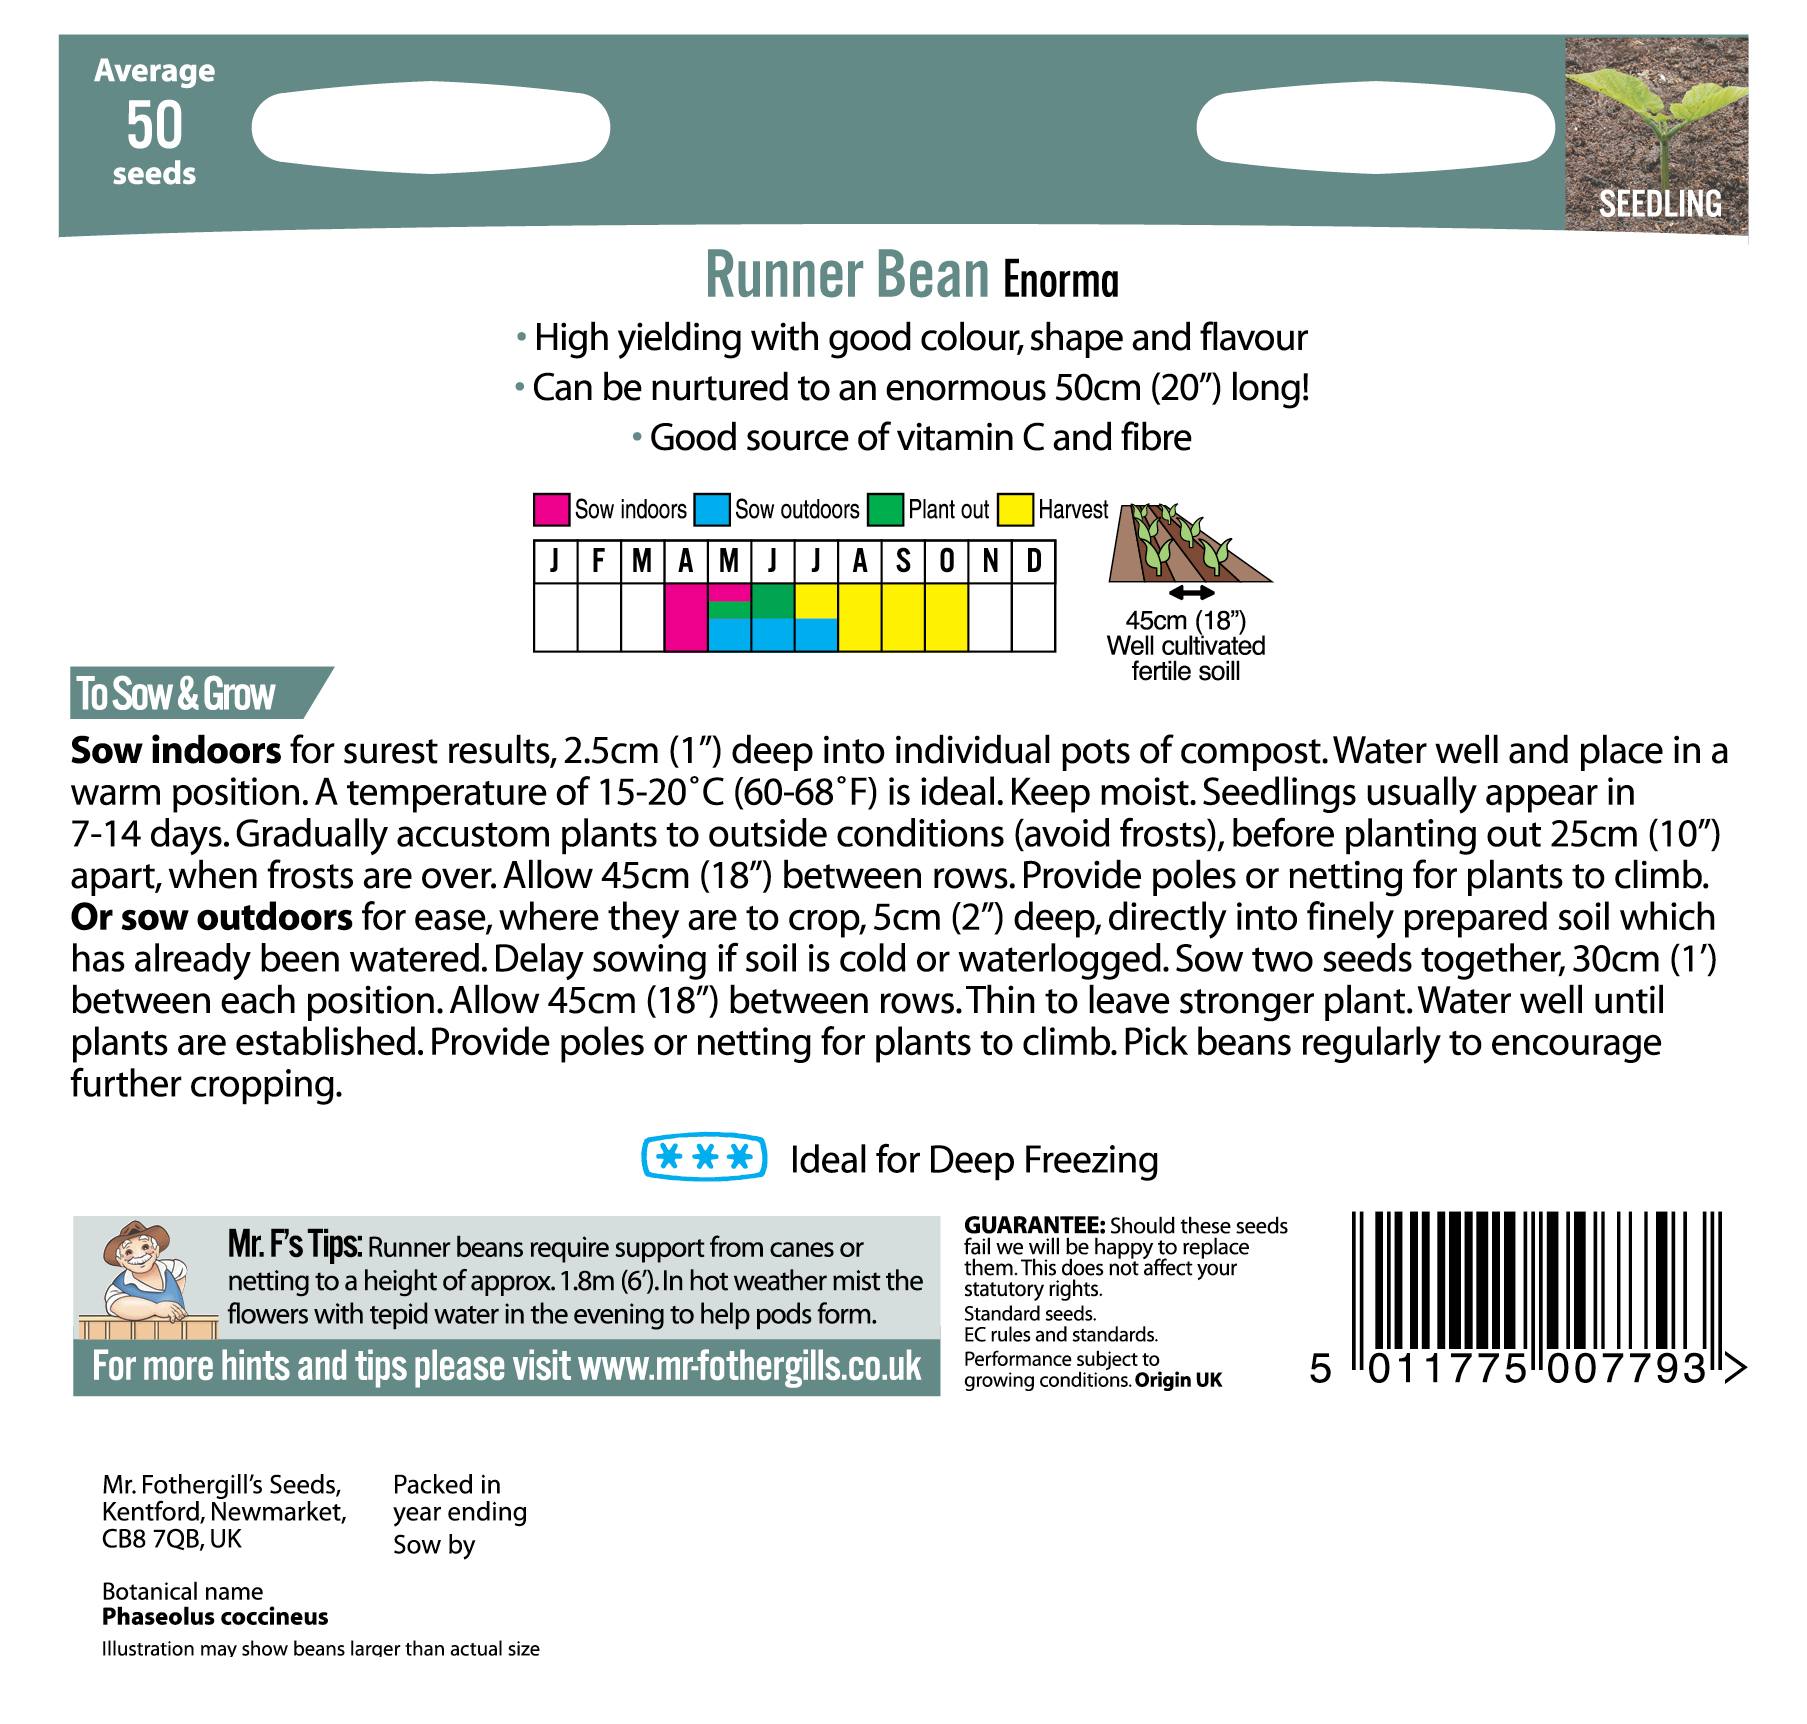 Average
50
seeds
SEEDLING
Runner Bean Enorma
• High yielding with good colour, shape and flavour
• Can be nurtured to an enormous 50cm (20”) long!
• Good source of vitamin C and fibre
Sow indoors Sow outdoors Plant out Harvest
J F M A M J J A S O N D
45cm (18”)
Well cultivated
fertile soill
To Sow & Grow
Sow indoors for surest results, 2.5cm (1”) deep into individual pots of compost. Water well and place in a
warm position. A temperature of 15-20˚C (60-68˚F) is ideal. Keep moist. Seedlings usually appear in
7-14 days. Gradually accustom plants to outside conditions (avoid frosts), before planting out 25cm (10”)
apart, when frosts are over. Allow 45cm (18”) between rows. Provide poles or netting for plants to climb.
Or sow outdoors for ease, where they are to crop, 5cm (2”) deep, directly into finely prepared soil which
has already been watered. Delay sowing if soil is cold or waterlogged. Sow two seeds together, 30cm (1’)
between each position. Allow 45cm (18”) between rows. Thin to leave stronger plant. Water well until
plants are established. Provide poles or netting for plants to climb. Pick beans regularly to encourage
further cropping.
Ideal for Deep Freezing
Mr. F’s Tips: Runner beans require support from canes or
netting to a height of approx. 1.8m (6’). In hot weather mist the
flowers with tepid water in the evening to help pods form.
For more hints and tips please visit www.mr-fothergills.co.uk
GUARANTEE: Should these seeds
fail we will be happy to replace
them. This does not affect your
statutory rights.
Standard seeds.
EC rules and standards.
Performance subject to
growing conditions. Origin UK
5 011775 007793 >
Mr. Fothergill’s Seeds,
Kentford, Newmarket,
CB8 7QB, UK
Packed in
year ending
Sow by
Botanical name
Phaseolus coccineus
Illustration may show beans larger than actual size